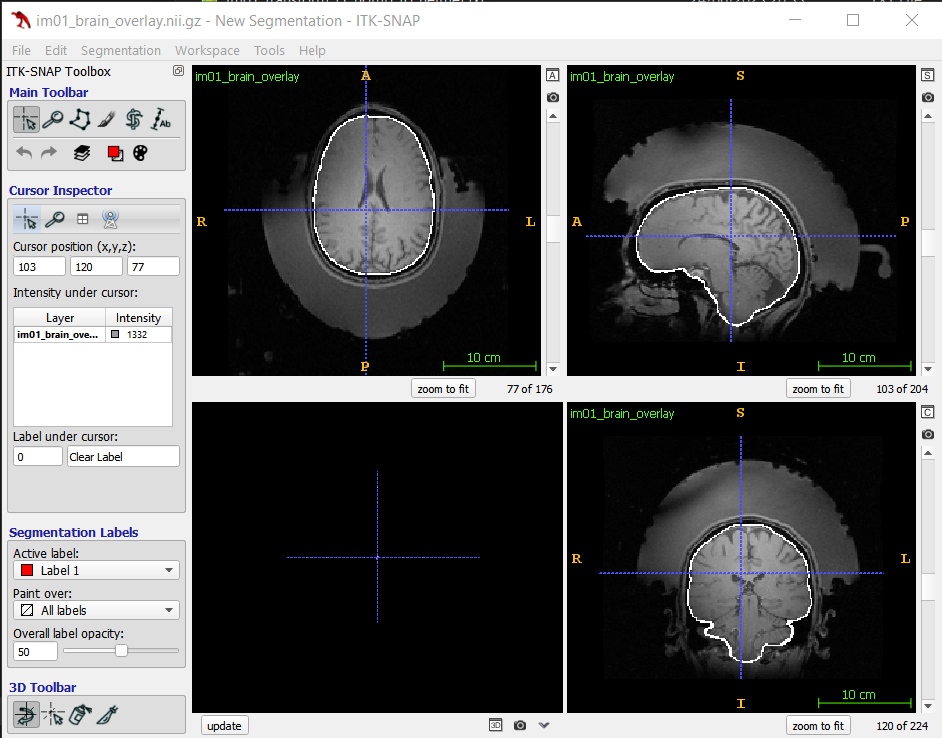 im01_brain_overlay.nii.gz - New Segmentation - ITK-SNAP
File Edit Segmentation Workspace Tools Help
ITK-SNAP Toolbox
Main Toolbar
Ab
Cursor Inspector
Cursor position (x,y,z):
103 120 77
Intensity under cursor:
Layer Intensity
im01_brain_ove... 1332
Label under cursor:
0 Clear Label
Segmentation Labels
Active label:
Label 1
Paint over:
All labels
Overall label opacity:
50
3D Toolbar
im01_brain_overlay
A
A
R
L
10 cm
P
zoom to fit 77 of 176
im01_brain_overlay
S
S
A
P
10 cm
I
zoom to fit 103 of 204
update
3D
im01_brain_overlay
S
C
R
L
10 cm
I
zoom to fit 120 of 224